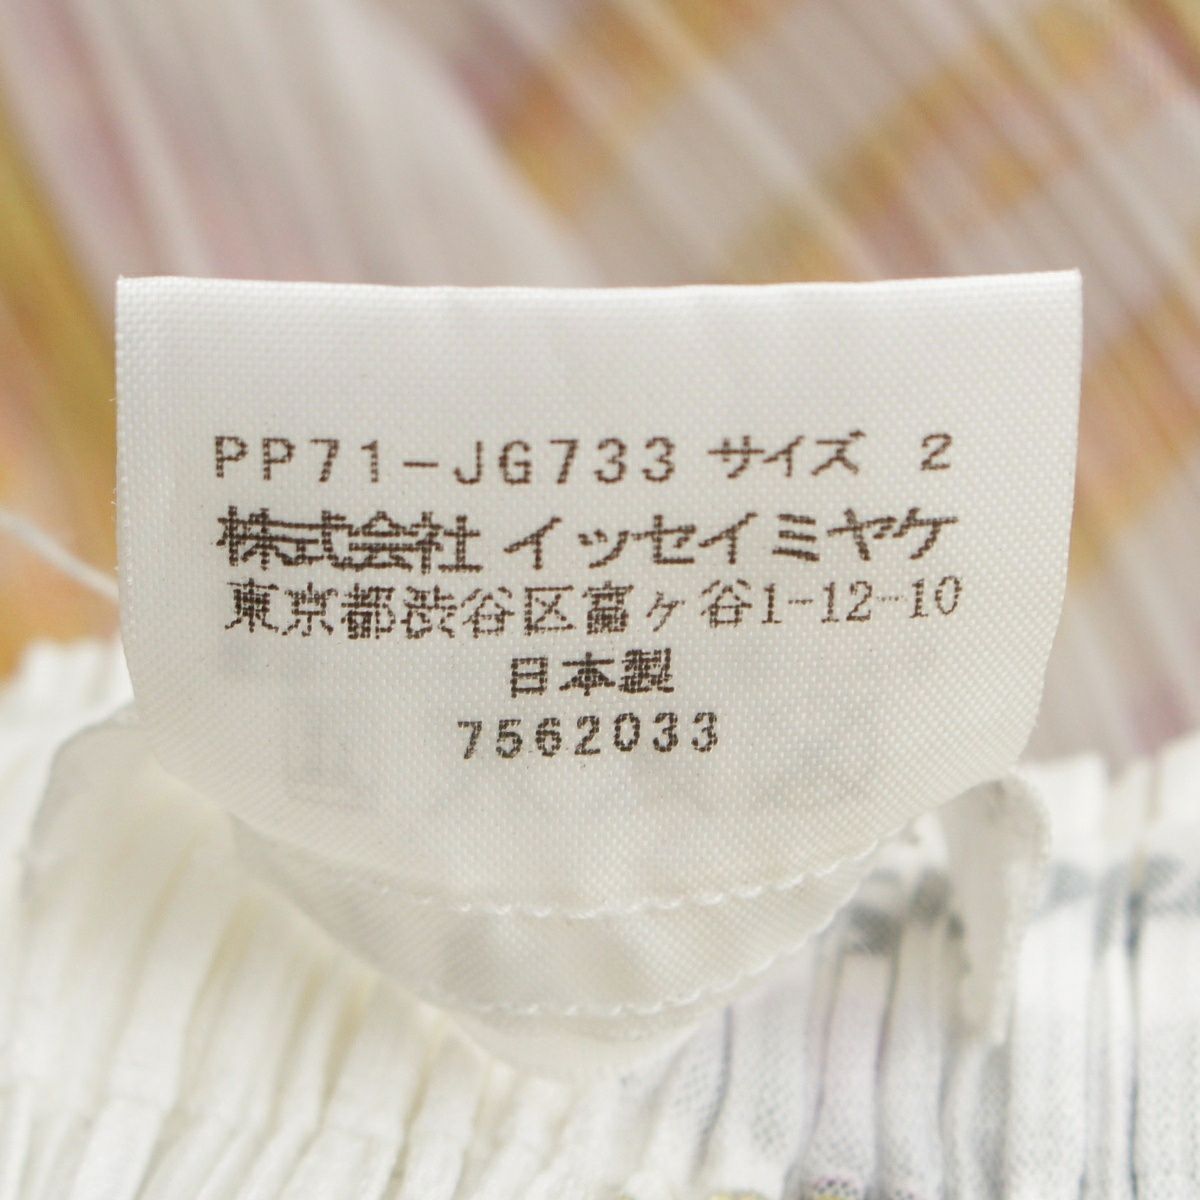 PP71-JG733 サイズ 2
株式会社 イッセイミヤケ
東京都渋谷区富ヶ谷1-12-10
日本製
7562033